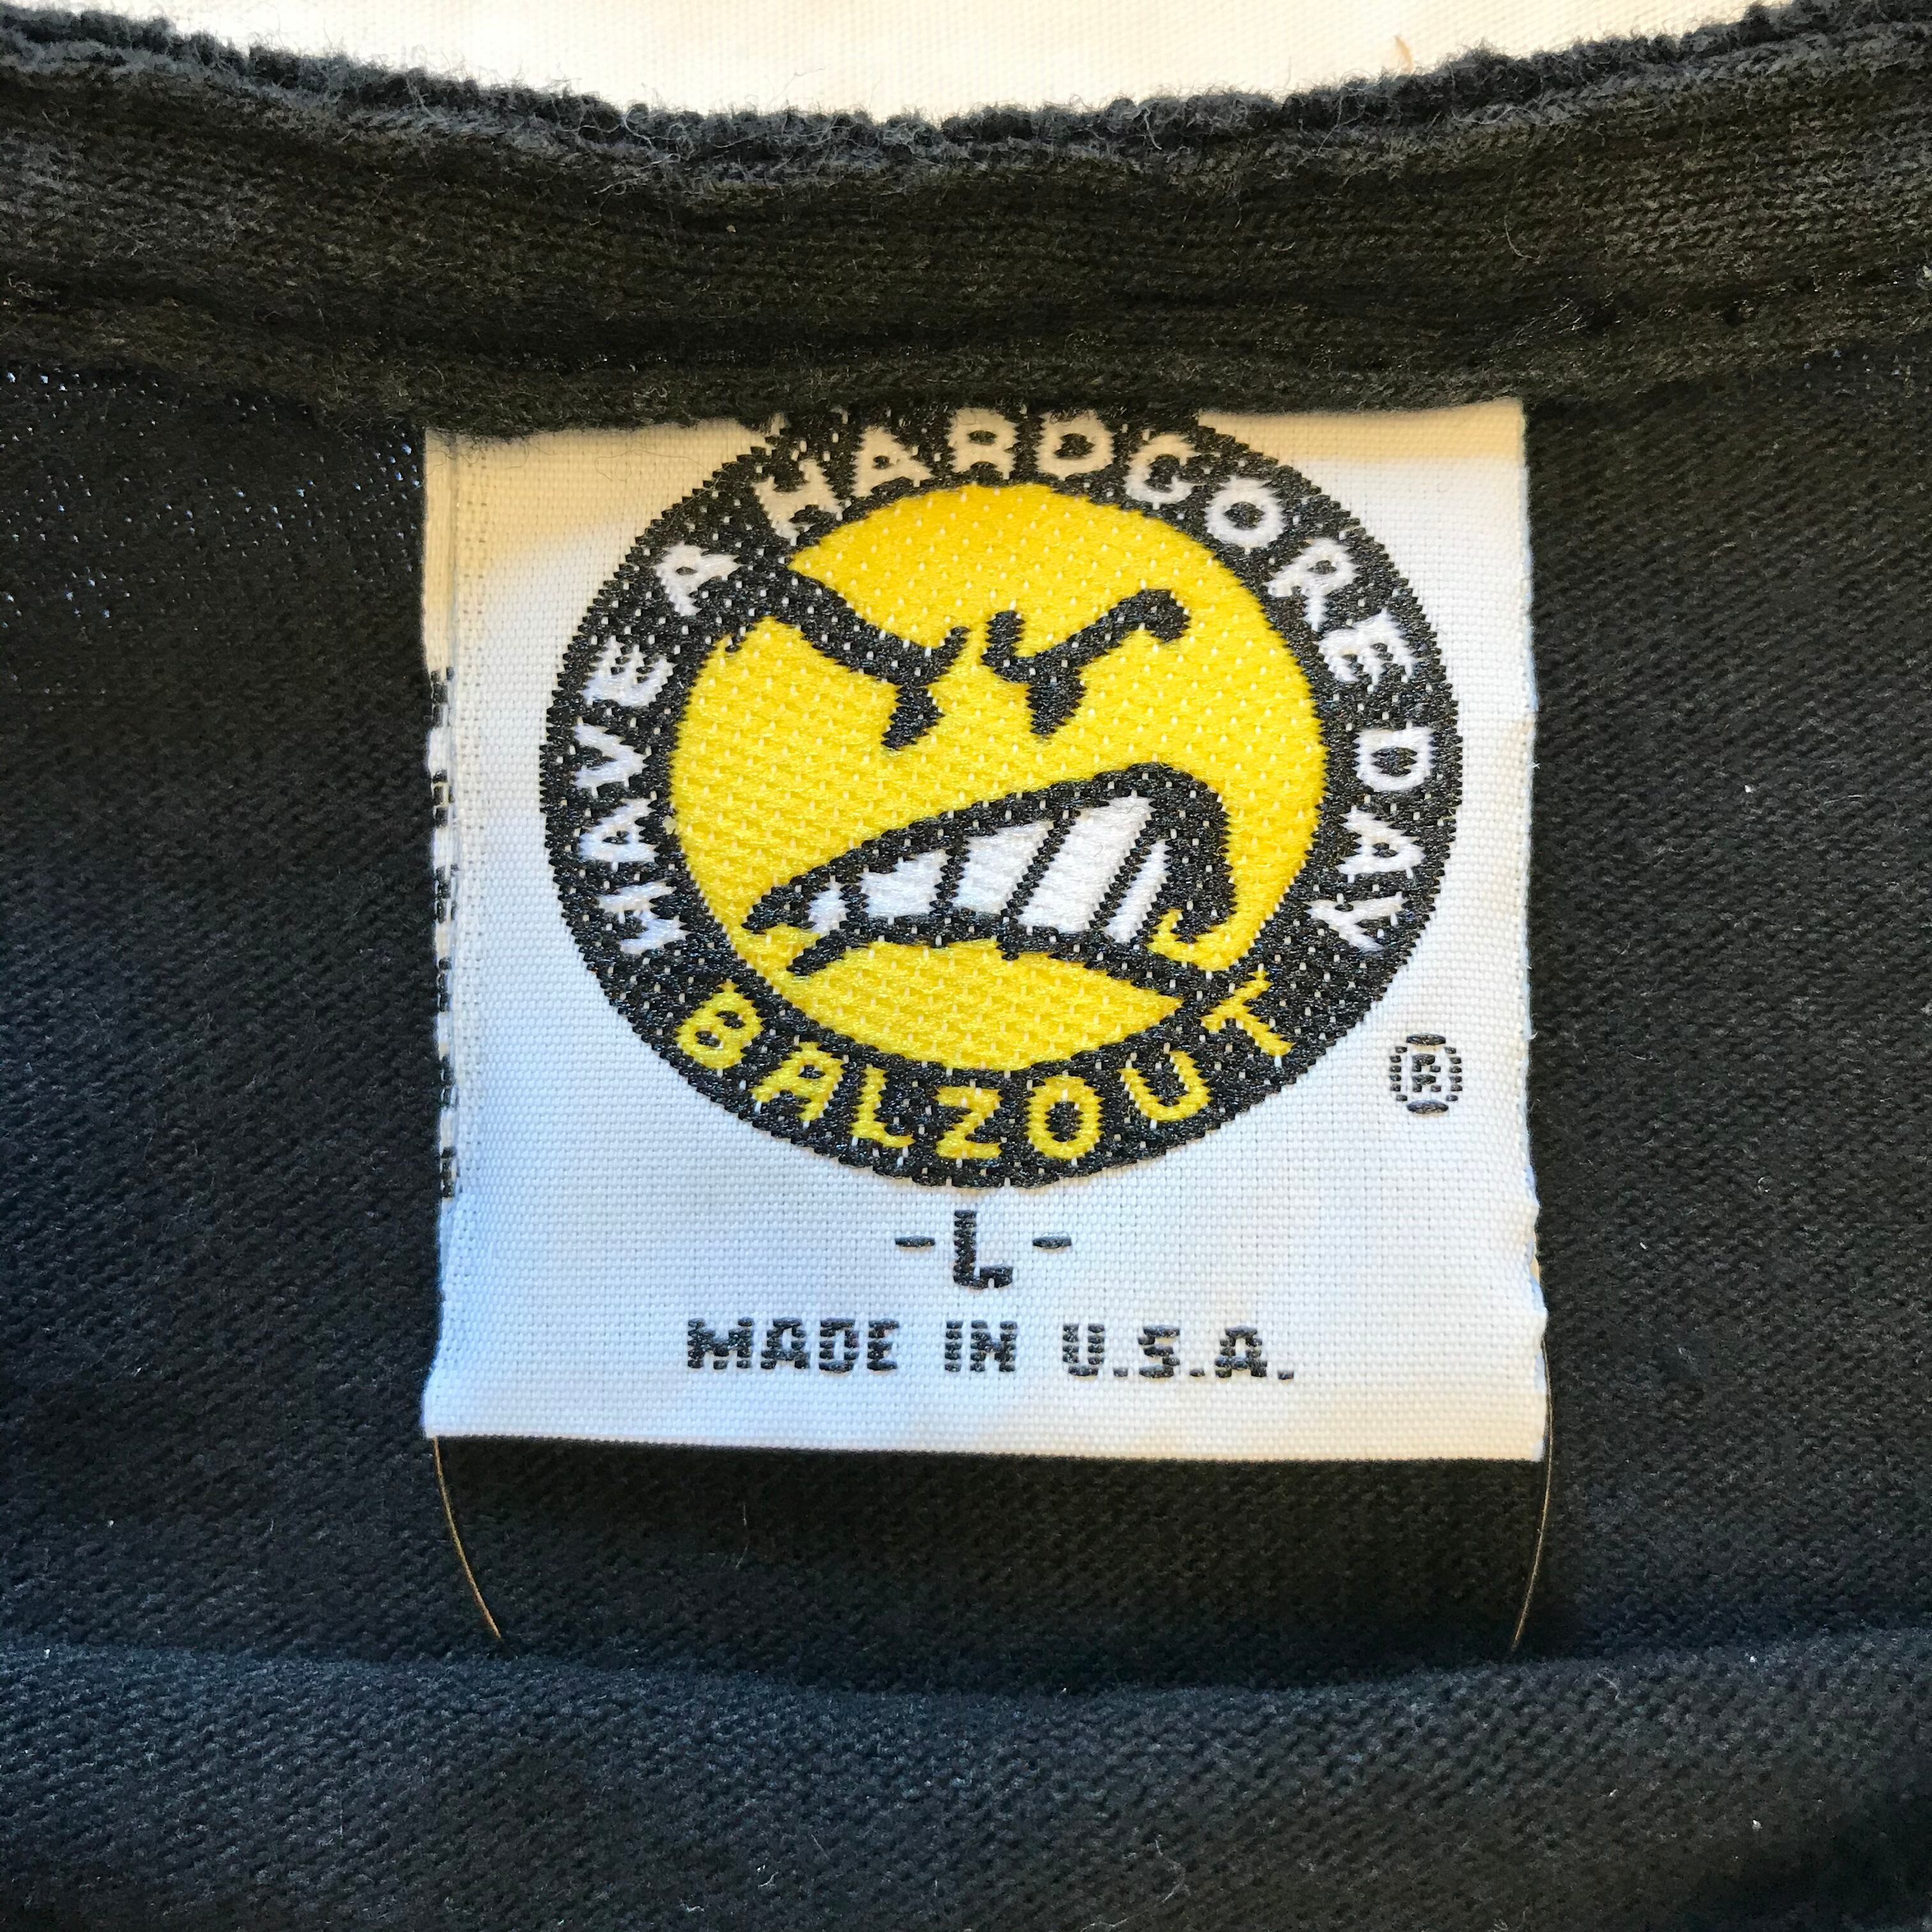 HAVE A HARDCORE DAY
BALZOUT
®
-L-
MADE IN U.S.A.